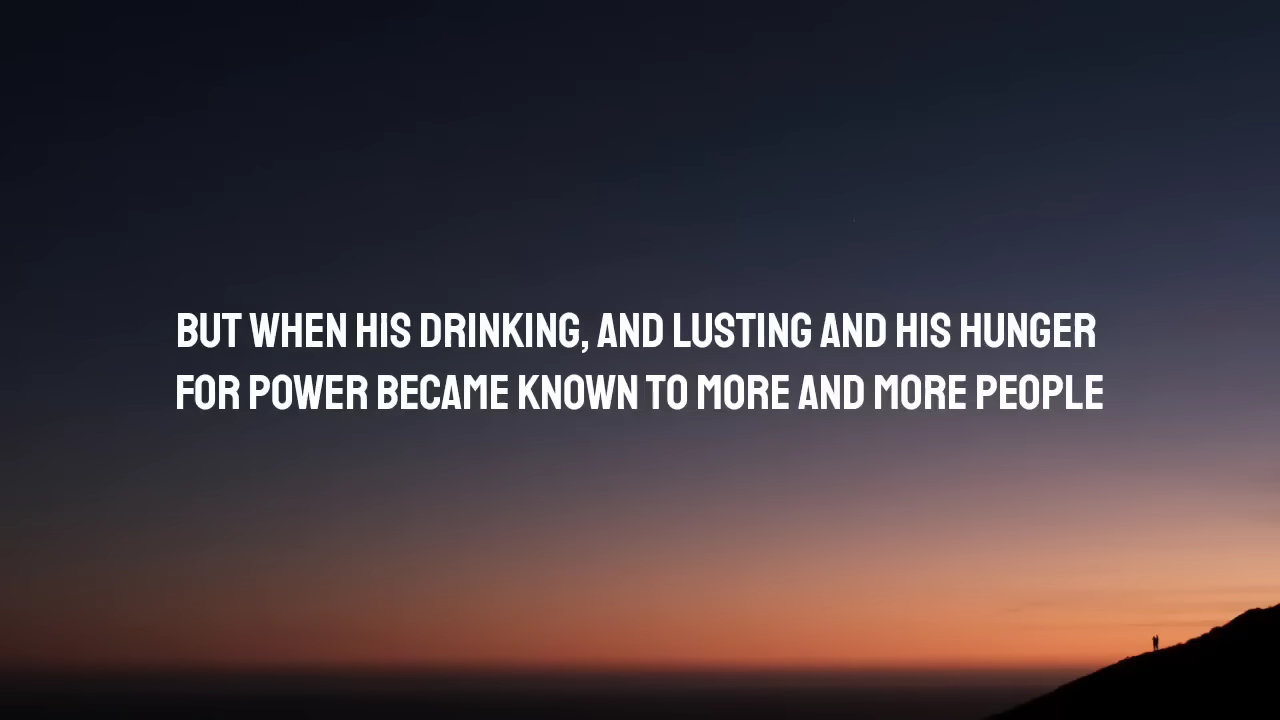 BUT WHEN HIS DRINKING, AND LUSTING AND HIS HUNGER
FOR POWER BECAME KNOWN TO MORE AND MORE PEOPLE